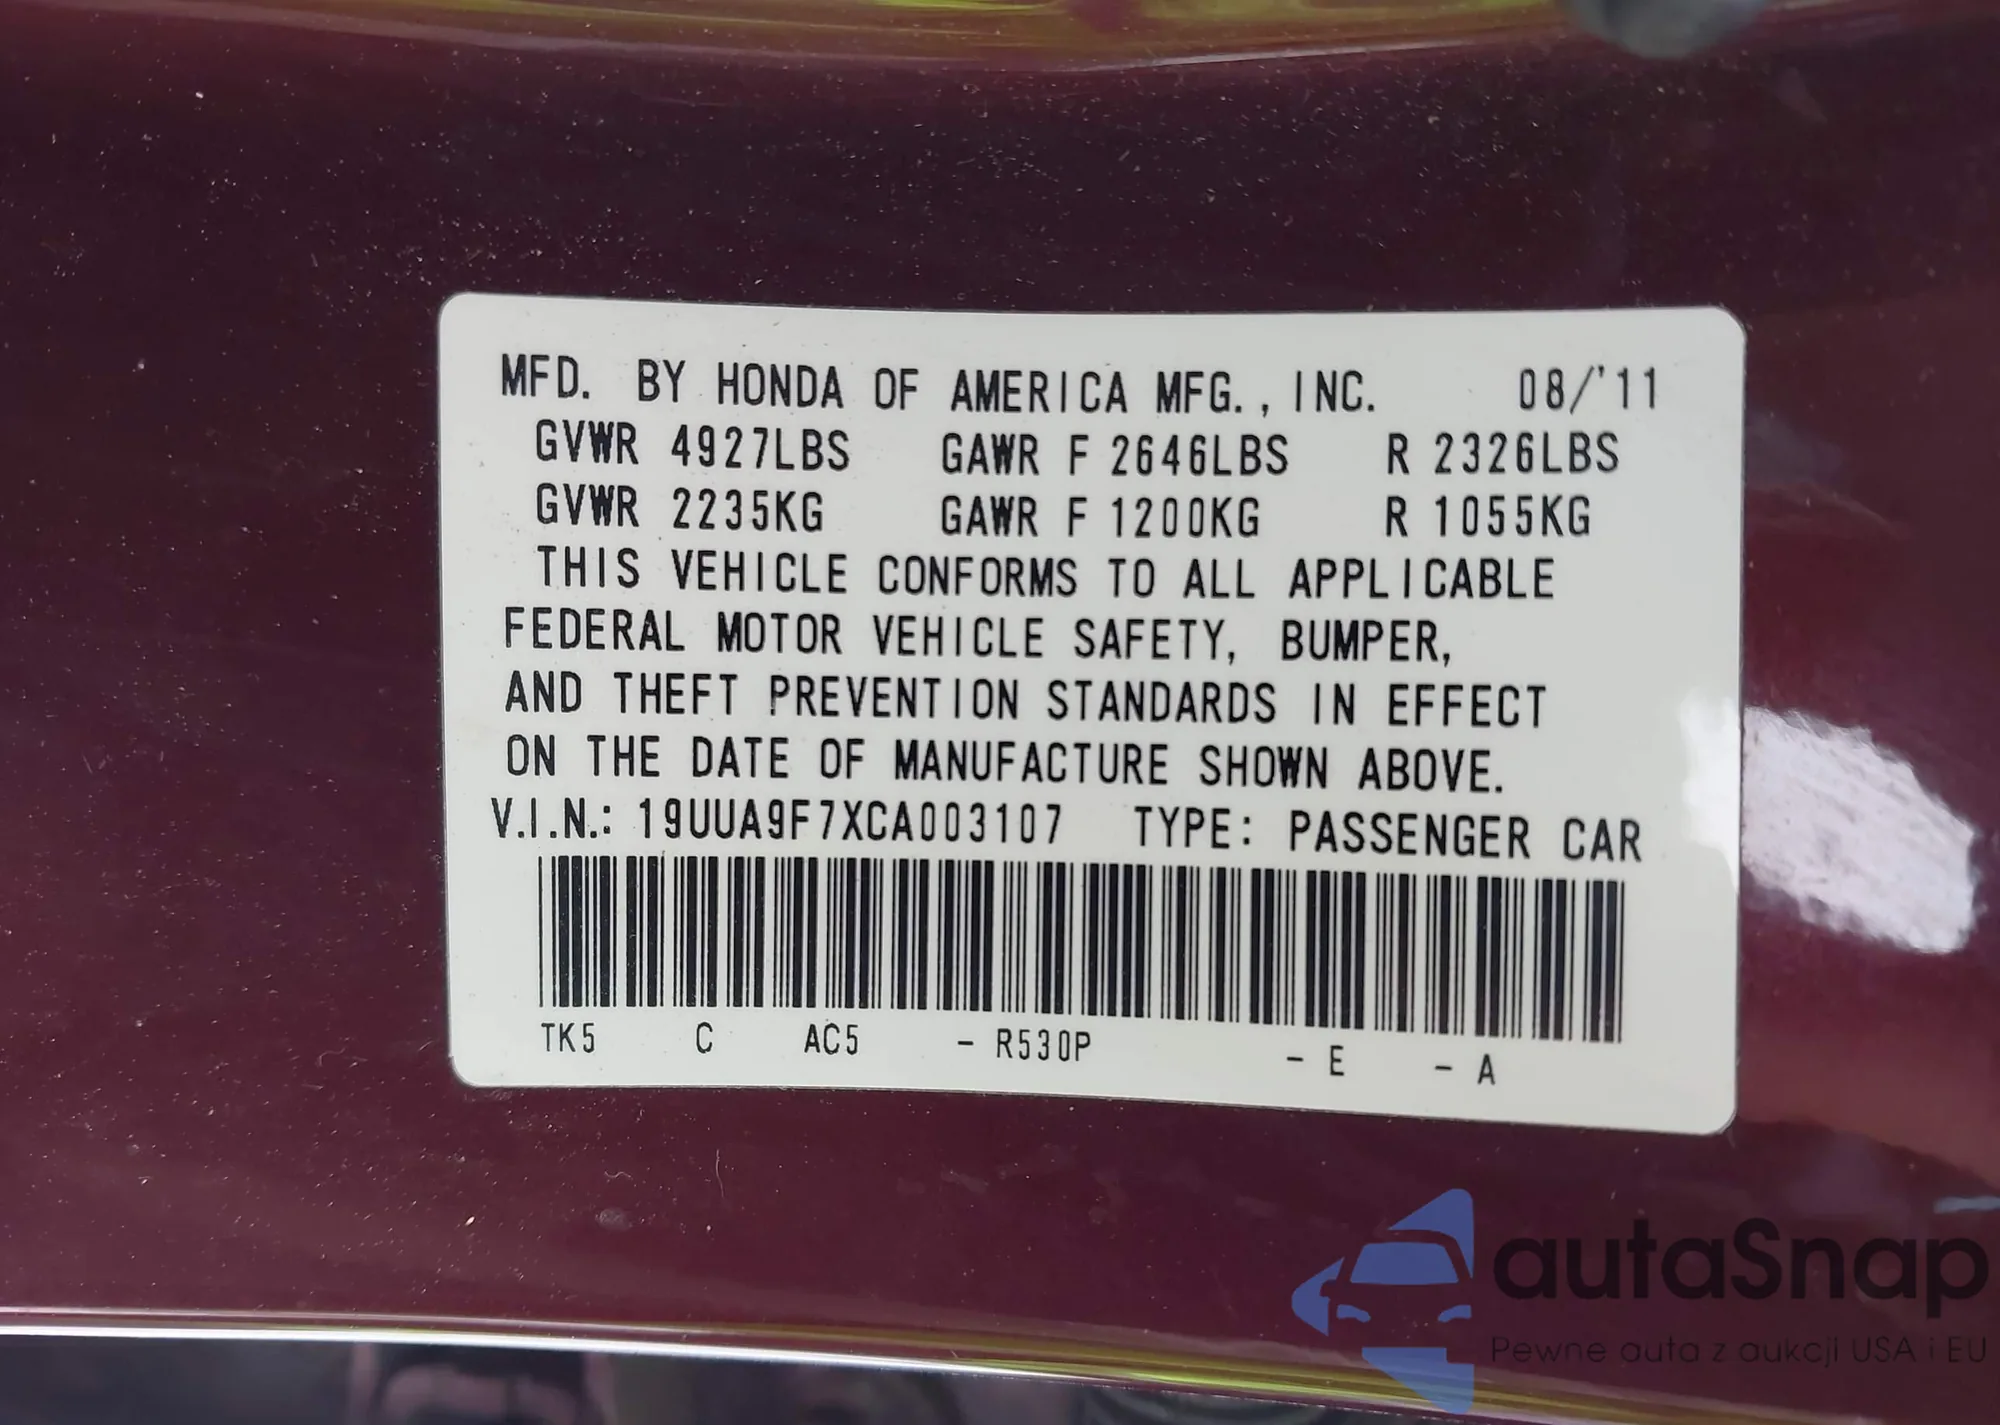 MFD. BY HONDA OF AMERICA MFG., INC. 08/'11
GVWR 4927LBS GAWR F 2646LBS R 2326LBS
GVWR 2235KG GAWR F 1200KG R 1055KG
THIS VEHICLE CONFORMS TO ALL APPLICABLE
FEDERAL MOTOR VEHICLE SAFETY, BUMPER,
AND THEFT PREVENTION STANDARDS IN EFFECT
ON THE DATE OF MANUFACTURE SHOWN ABOVE.
V.I.N.: 19UUA9F7XCA003107 TYPE: PASSENGER CAR
TK5 C AC5 - R530P - E - A
autaSnap
Pewne auta z aukcji USA i EU